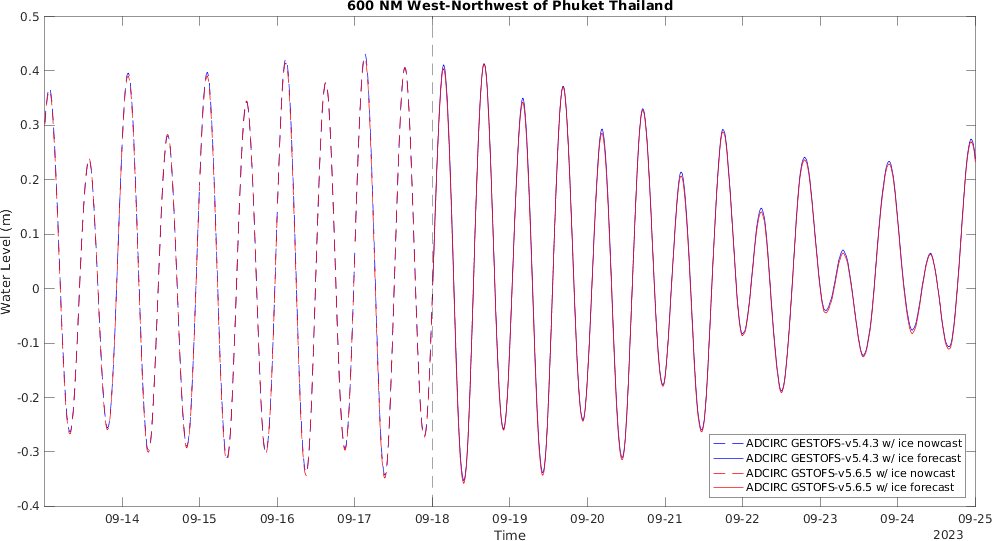 600 NM West-Northwest of Phuket Thailand
0.5
0.4
0.3
0.2
0.1
0
-0.1
-0.2
-0.3
-0.4
Water Level (m)
ADCIRC GESTOFS-v5.4.3 w/ ice nowcast
ADCIRC GESTOFS-v5.4.3 w/ ice forecast
ADCIRC GSTOFS-v5.6.5 w/ ice nowcast
ADCIRC GSTOFS-v5.6.5 w/ ice forecast
09-14 09-15 09-16 09-17 09-18 09-19 09-20 09-21 09-22 09-23 09-24 09-25
Time
2023